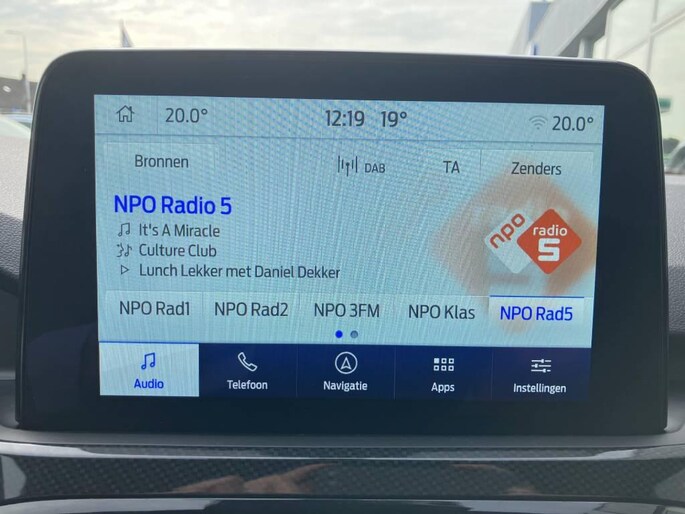 20.0° 12:19 19° 20.0°
Bronnen DAB TA Zenders
NPO Radio 5
It's A Miracle
Culture Club
Lunch Lekker met Daniel Dekker
npo radio 5
NPO Rad1 NPO Rad2 NPO 3FM NPO Klas NPO Rad5
Audio Telefoon Navigatie Apps Instellingen